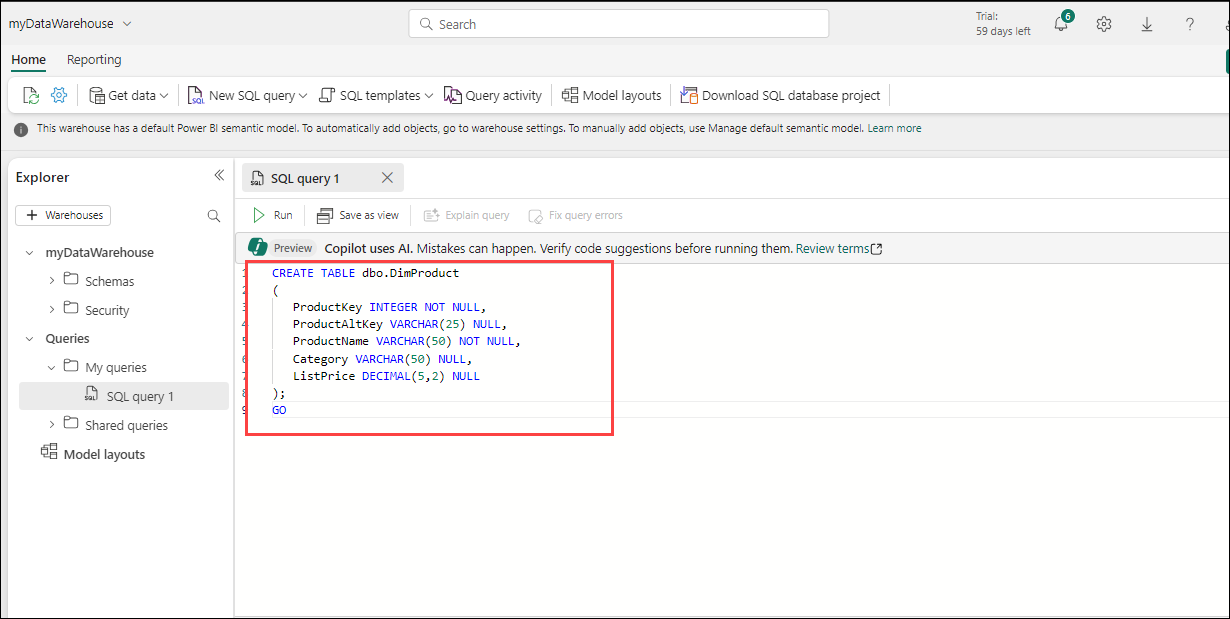 myDataWarehouse
Search
Trial:
59 days left
6
?
Home
Reporting
Get data
New SQL query
SQL templates
Query activity
Model layouts
Download SQL database project
This warehouse has a default Power BI semantic model. To automatically add objects, go to warehouse settings. To manually add objects, use Manage default semantic model. Learn more
Explorer
+ Warehouses
myDataWarehouse
Schemas
Security
Queries
My queries
SQL query 1
Shared queries
Model layouts
SQL query 1
Run
Save as view
Explain query
Fix query errors
Preview
Copilot uses AI. Mistakes can happen. Verify code suggestions before running them. Review terms
1 CREATE TABLE dbo.DimProduct
2 (
3 ProductKey INTEGER NOT NULL,
4 ProductAltKey VARCHAR(25) NULL,
5 ProductName VARCHAR(50) NOT NULL,
6 Category VARCHAR(50) NULL,
7 ListPrice DECIMAL(5,2) NULL
8 );
9 GO